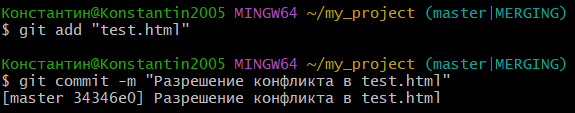 Константин@Konstantin2005 MINGW64 ~/my_project (master|MERGING)
$ git add "test.html"
Константин@Konstantin2005 MINGW64 ~/my_project (master|MERGING)
$ git commit -m "Разрешение конфликта в test.html"
[master 34346e0] Разрешение конфликта в test.html